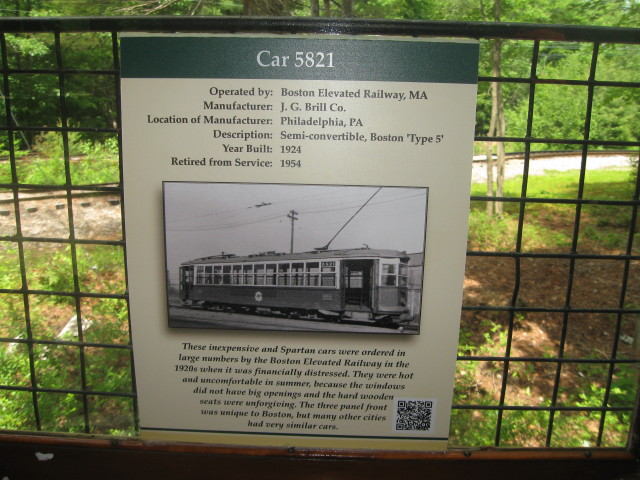 Car 5821
Operated by: Boston Elevated Railway, MA
Manufacturer: J. G. Brill Co.
Location of Manufacturer: Philadelphia, PA
Description: Semi-convertible, Boston 'Type 5'
Year Built: 1924
Retired from Service: 1954
These inexpensive and Spartan cars were ordered in
large numbers by the Boston Elevated Railway in the
1920s when it was financially distressed. They were hot
and uncomfortable in summer, because the windows
did not have big openings and the hard wooden
seats were unforgiving. The three panel front
was unique to Boston, but many other cities
had very similar cars.